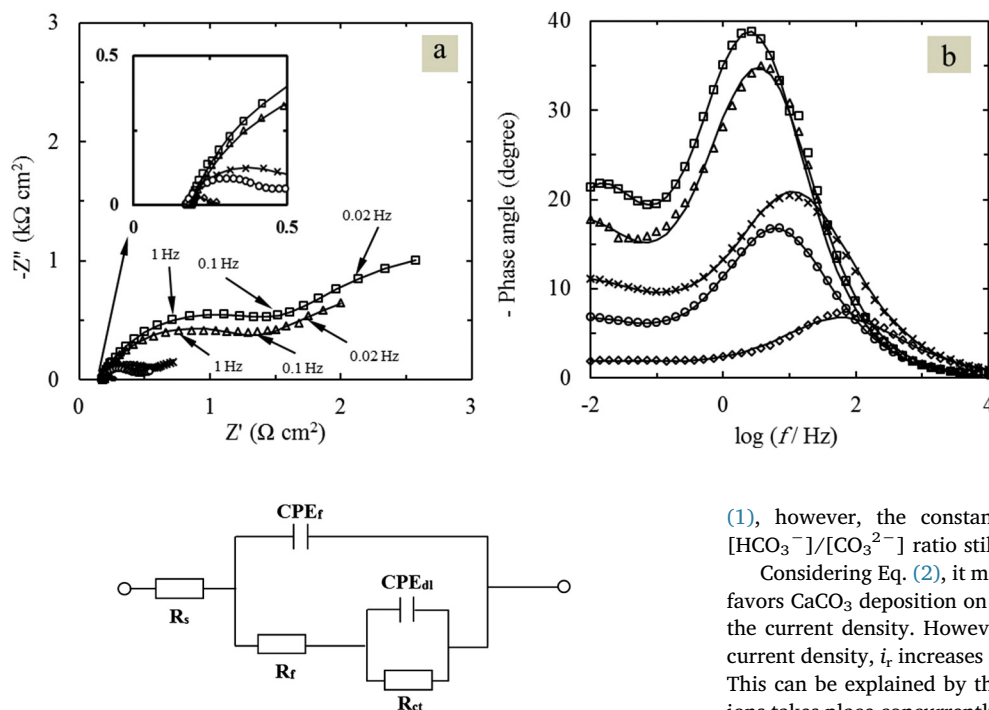 3
2
1
0
-Z″ (kΩ cm²)
a
0.5
0
0
0.5
1 Hz
0.1 Hz
0.02 Hz
1 Hz
0.1 Hz
0.02 Hz
0
1
2
3
Z' (Ω cm²)
b
40
30
20
10
0
- Phase angle (degree)
-2
0
2
4
log (f/ Hz)
CPEf
CPEdl
Rs
Rf
Rct
(1), however, the constan
[HCO₃⁻]/[CO₃²⁻] ratio stil
Considering Eq. (2), it m
favors CaCO₃ deposition on
the current density. Howev
current density, iᵣ increases
This can be explained by th
ions takes place concurrentl